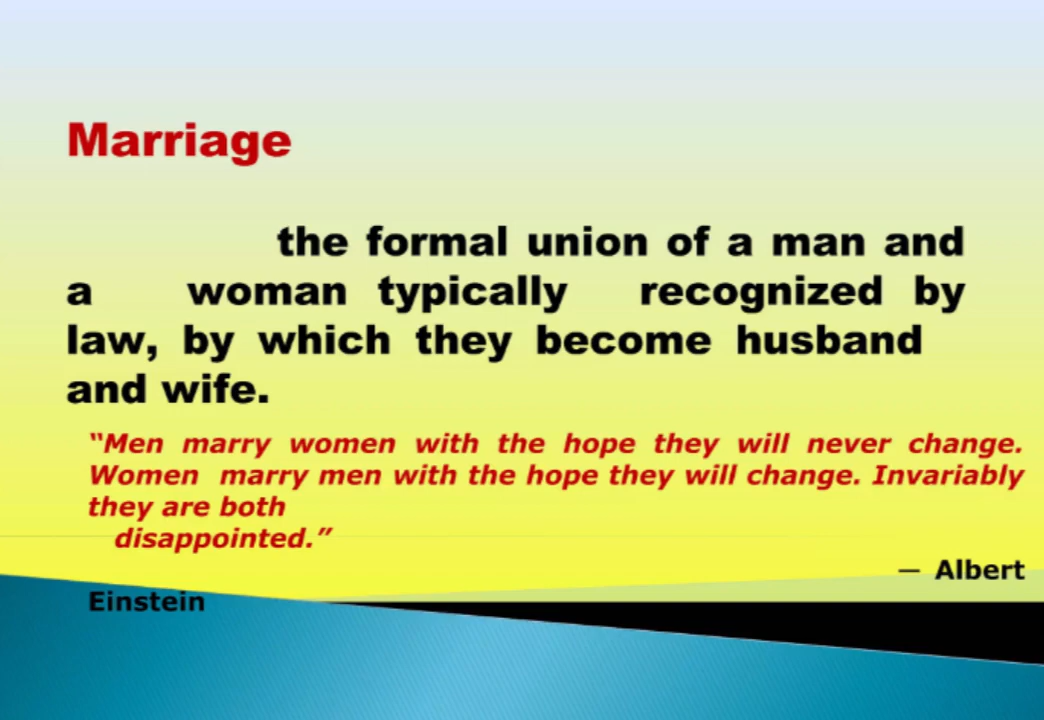 Marriage
the formal union of a man and
a woman typically recognized by
law, by which they become husband
and wife.
“Men marry women with the hope they will never change.
Women marry men with the hope they will change. Invariably
they are both
disappointed.”
— Albert
Einstein